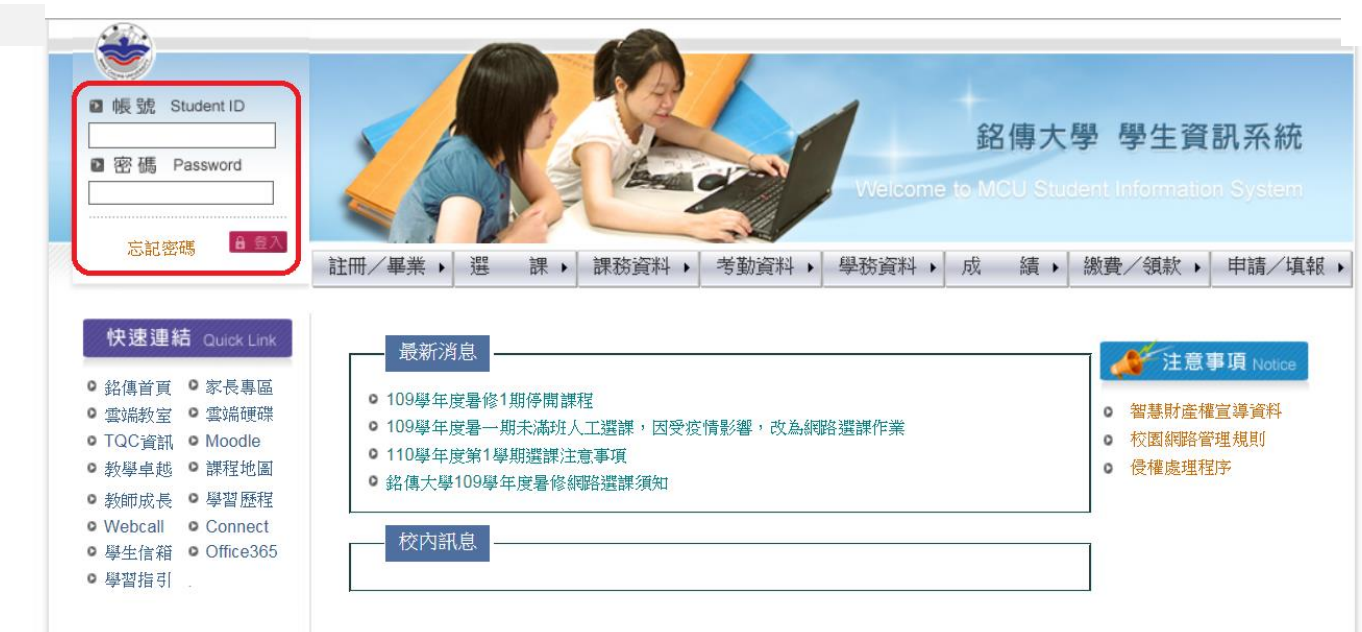 帳號 Student ID
密碼 Password
忘記密碼 登入
銘傳大學 學生資訊系統
Welcome to MCU Student Information System
註冊／畢業 選 課 課務資料 考勤資料 學務資料 成 績 繳費／領款 申請／填報
快速連結 Quick Link
銘傳首頁 家長專區
雲端教室 雲端硬碟
TQC資訊 Moodle
教學卓越 課程地圖
教師成長 學習歷程
Webcall Connect
學生信箱 Office365
學習指引
最新消息
109學年度暑修1期停開課程
109學年度暑一期未滿班人工選課，因受疫情影響，改為網路選課作業
110學年度第1學期選課注意事項
銘傳大學109學年度暑修網路選課須知
校內訊息
注意事項 Notice
智慧財產權宣導資料
校園網路管理規則
侵權處理程序